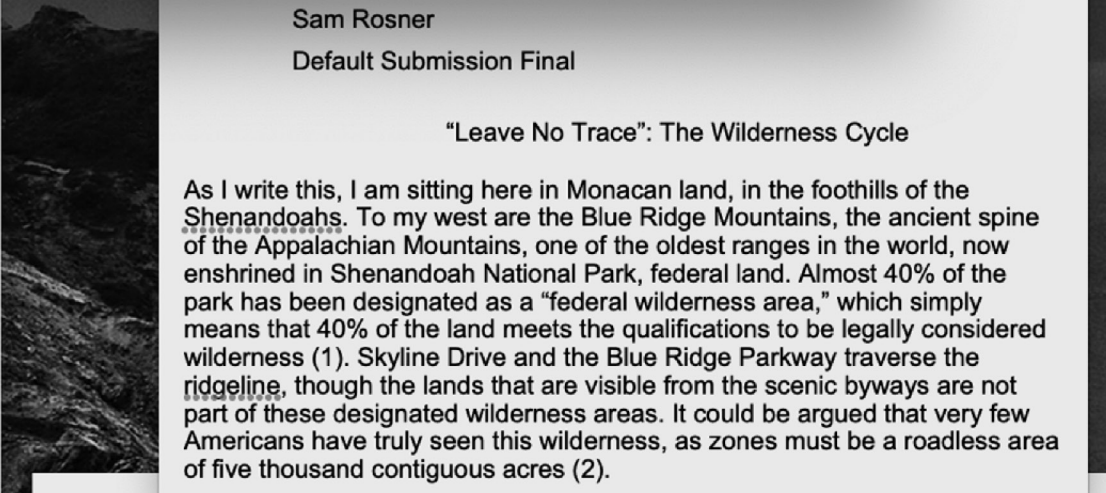 Sam Rosner
Default Submission Final
“Leave No Trace”: The Wilderness Cycle
As I write this, I am sitting here in Monacan land, in the foothills of the
Shenandoahs. To my west are the Blue Ridge Mountains, the ancient spine
of the Appalachian Mountains, one of the oldest ranges in the world, now
enshrined in Shenandoah National Park, federal land. Almost 40% of the
park has been designated as a “federal wilderness area,” which simply
means that 40% of the land meets the qualifications to be legally considered
wilderness (1). Skyline Drive and the Blue Ridge Parkway traverse the
ridgeline, though the lands that are visible from the scenic byways are not
part of these designated wilderness areas. It could be argued that very few
Americans have truly seen this wilderness, as zones must be a roadless area
of five thousand contiguous acres (2).